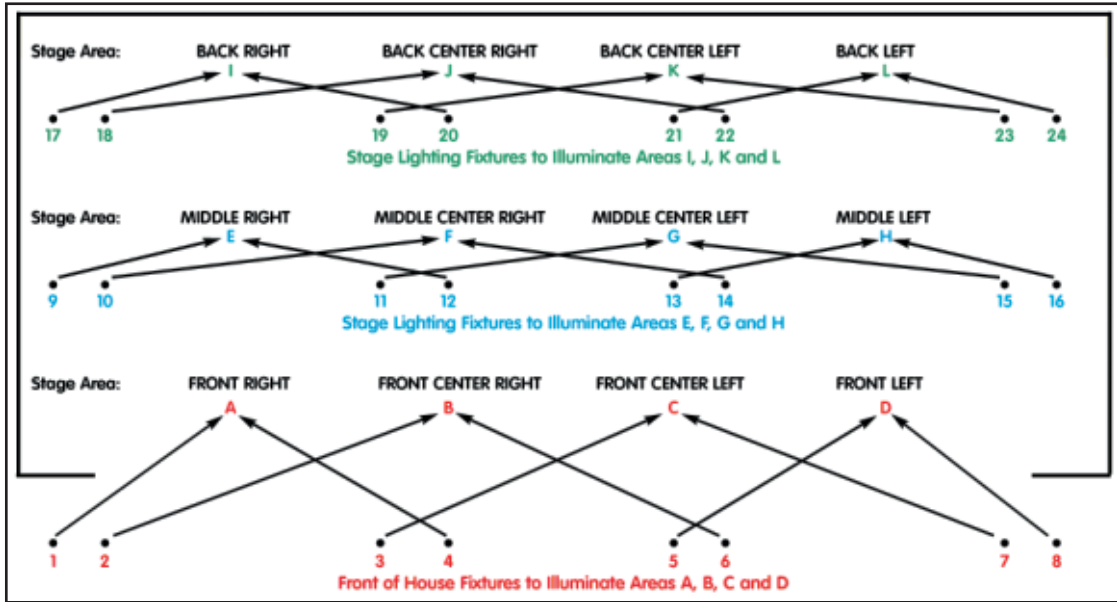 Stage Area: BACK RIGHT BACK CENTER RIGHT BACK CENTER LEFT BACK LEFT
I J K L
17 18 19 20 21 22 23 24
Stage Lighting Fixtures to Illuminate Areas I, J, K and L
Stage Area: MIDDLE RIGHT MIDDLE CENTER RIGHT MIDDLE CENTER LEFT MIDDLE LEFT
E F G H
9 10 11 12 13 14 15 16
Stage Lighting Fixtures to Illuminate Areas E, F, G and H
Stage Area: FRONT RIGHT FRONT CENTER RIGHT FRONT CENTER LEFT FRONT LEFT
A B C D
1 2 3 4 5 6 7 8
Front of House Fixtures to Illuminate Areas A, B, C and D